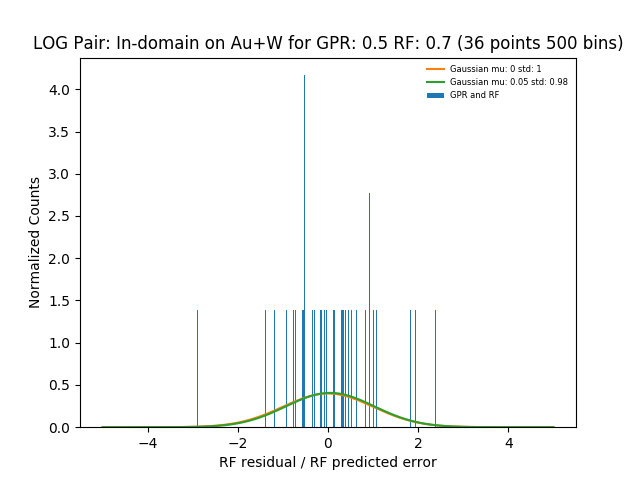 LOG Pair: In-domain on Au+W for GPR: 0.5 RF: 0.7 (36 points 500 bins)
Gaussian mu: 0 std: 1
Gaussian mu: 0.05 std: 0.98
GPR and RF
Normalized Counts
4.0
3.5
3.0
2.5
2.0
1.5
1.0
0.5
0.0
−4 −2 0 2 4
RF residual / RF predicted error